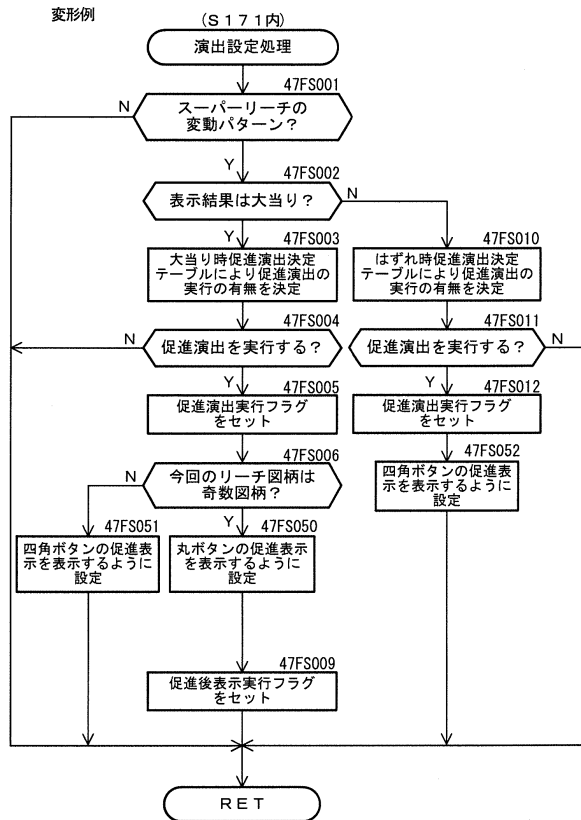 変形例
(S171内)
演出設定処理
47FS001
スーパーリーチの
変動パターン?
N
Y
47FS002
表示結果は大当り?
N
Y
47FS003
大当り時促進演出決定
テーブルにより促進演出の
実行の有無を決定
47FS010
はずれ時促進演出決定
テーブルにより促進演出の
実行の有無を決定
47FS004
促進演出を実行する?
N
Y
47FS011
促進演出を実行する?
N
Y
47FS005
促進演出実行フラグ
をセット
47FS012
促進演出実行フラグ
をセット
47FS006
今回のリーチ図柄は
奇数図柄?
N
Y
47FS052
四角ボタンの促進表
示を表示するように
設定
47FS051
四角ボタンの促進表
示を表示するように
設定
47FS050
丸ボタンの促進表示
を表示するように
設定
47FS009
促進後表示実行フラグ
をセット
RET